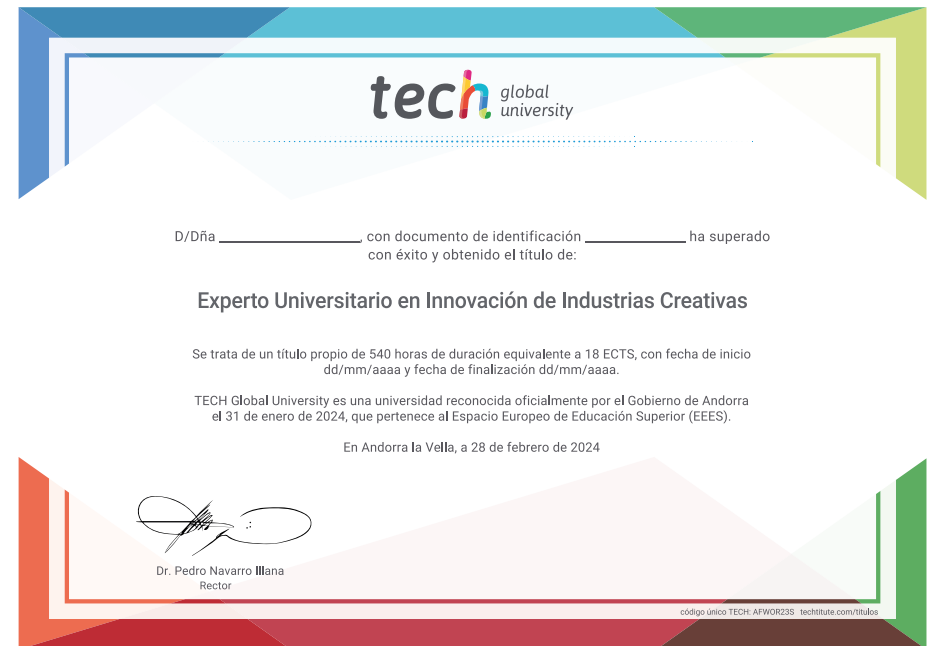 tech global university
D/Dña ____________, con documento de identificación ____________ ha superado
con éxito y obtenido el título de:
Experto Universitario en Innovación de Industrias Creativas
Se trata de un título propio de 540 horas de duración equivalente a 18 ECTS, con fecha de inicio
dd/mm/aaaa y fecha de finalización dd/mm/aaaa.
TECH Global University es una universidad reconocida oficialmente por el Gobierno de Andorra
el 31 de enero de 2024, que pertenece al Espacio Europeo de Educación Superior (EEES).
En Andorra la Vella, a 28 de febrero de 2024
Dr. Pedro Navarro Illana
Rector
código único TECH: AFWOR23S techtitute.com/titulos